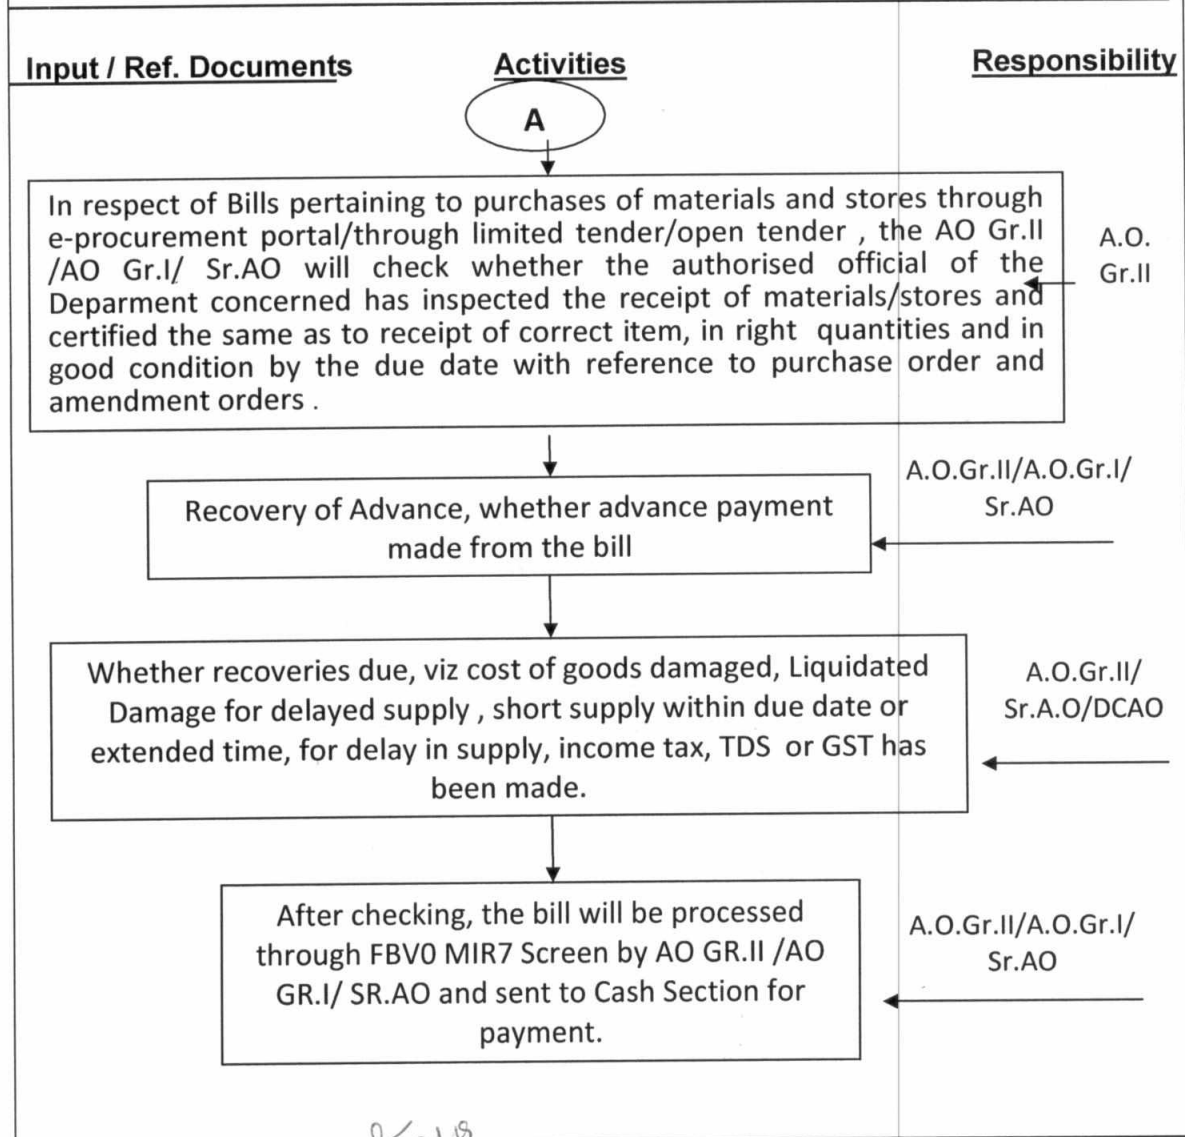 Input / Ref. Documents
Activities
Responsibility
A
In respect of Bills pertaining to purchases of materials and stores through
e-procurement portal/through limited tender/open tender , the AO Gr.II
/AO Gr.I/ Sr.AO will check whether the authorised official of the
Deparment concerned has inspected the receipt of materials/stores and
certified the same as to receipt of correct item, in right quantities and in
good condition by the due date with reference to purchase order and
amendment orders .
A.O.
Gr.II
Recovery of Advance, whether advance payment
made from the bill
A.O.Gr.II/A.O.Gr.I/
Sr.AO
Whether recoveries due, viz cost of goods damaged, Liquidated
Damage for delayed supply , short supply within due date or
extended time, for delay in supply, income tax, TDS or GST has
been made.
A.O.Gr.II/
Sr.A.O/DCAO
After checking, the bill will be processed
through FBV0 MIR7 Screen by AO GR.II /AO
GR.I/ SR.AO and sent to Cash Section for
payment.
A.O.Gr.II/A.O.Gr.I/
Sr.AO